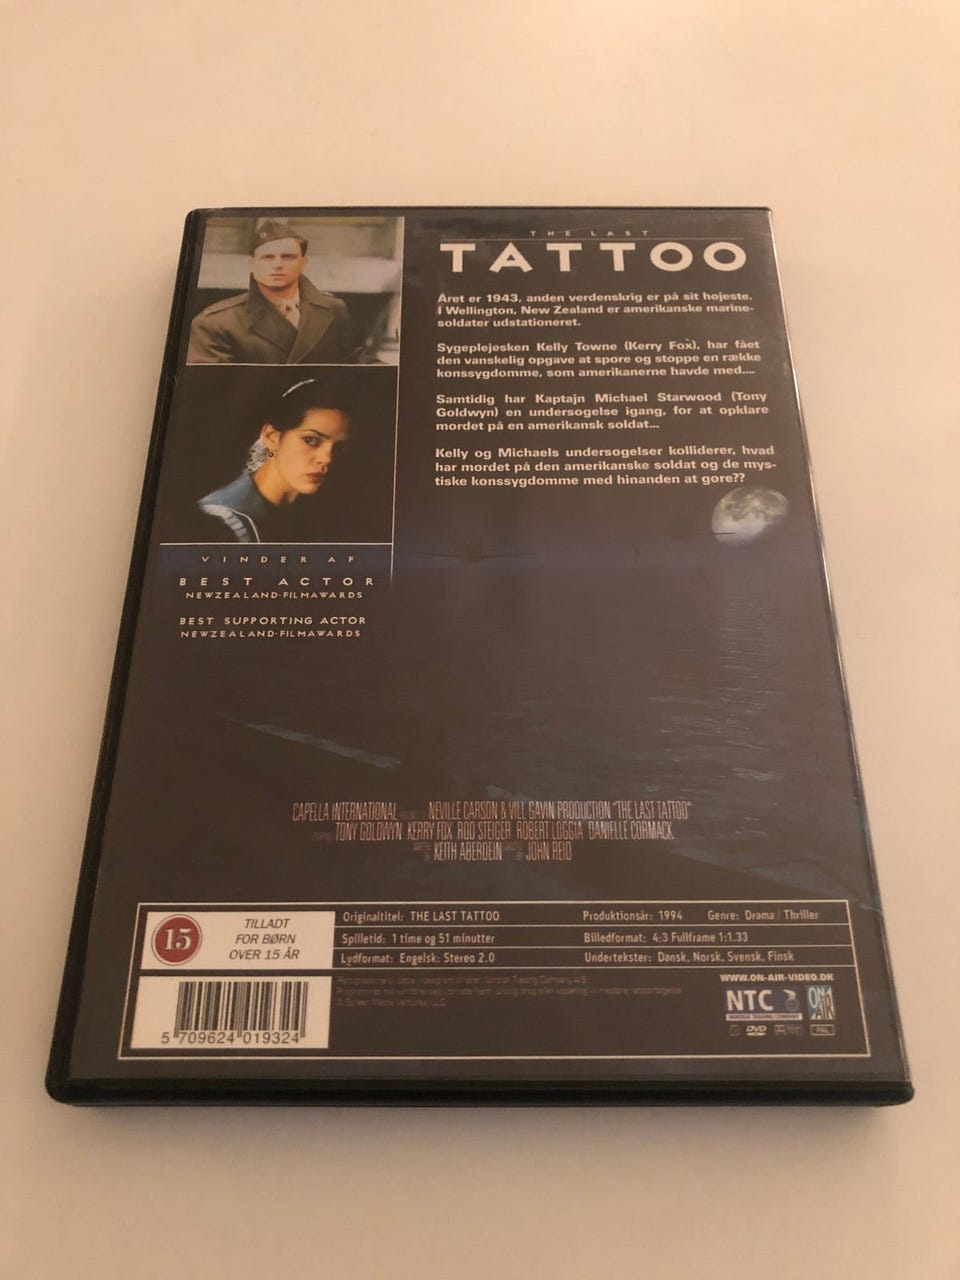 THE LAST
TATTOO
Året er 1943, anden verdenskrig er på sit hojeste.
I Wellington, New Zealand er amerikanske marine-
soldater udstationeret.
Sygeplejesken Kelly Towne (Kerry Fox), har fået
den vanskelig opgave at spore og stoppe en række
konssygdomme, som amerikanerne havde med....
Samtidig har Kaptajn Michael Starwood (Tony
Goldwyn) en undersogelse igang, for at opklare
mordet på en amerikansk soldat...
Kelly og Michaels undersogelser kolliderer, hvad
har mordet på den amerikanske soldat og de mys-
tiske konssygdomme med hinanden at gore??
VINDER AF
BEST ACTOR
NEWZEALAND-FILMAWARDS
BEST SUPPORTING ACTOR
NEWZEALAND-FILMAWARDS
CAPELLA INTERNATIONAL NEVILLE CARSON & VILL GAVIN PRODUCTION "THE LAST TATTOO"
TONY GOLDWYN KERRY FOX ROD STEIGER ROBERT LOGGIA DANIELLE CORMACK
KEITH ABERDEIN JOHN REID
15
TILLADT
FOR BØRN
OVER 15 ÅR
Originaltitel: THE LAST TATTOO
Produktionsår: 1994 Genre: Drama / Thriller
Spilletid: 1 time og 51 minutter
Billedformat: 4:3 Fullframe 1:1.33
Lydformat: Engelsk: Stereo 2.0
Undertekster: Dansk, Norsk, Svensk, Finsk
WWW.ON-AIR-VIDEO.DK
NTC
ON AIR
DVD
PAL
5 709624 019324